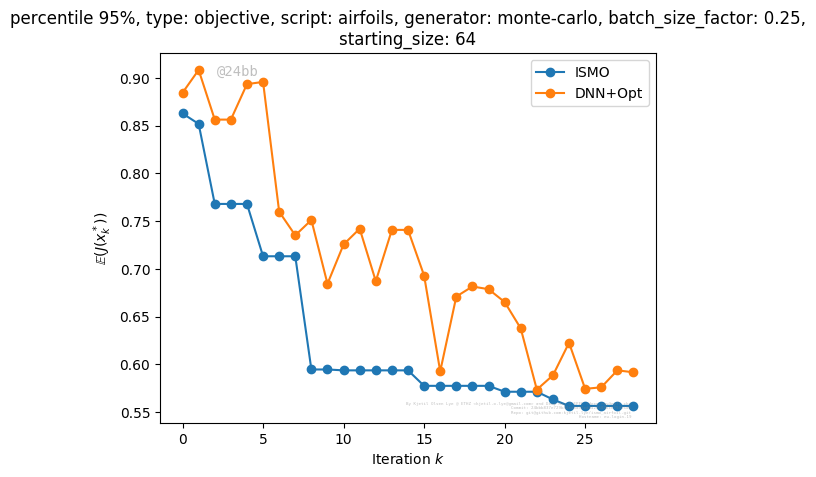 percentile 95%, type: objective, script: airfoils, generator: monte-carlo, batch_size_factor: 0.25,
starting_size: 64
@24bb
ISMO
DNN+Opt
0.90
0.85
0.80
0.75
0.70
0.65
0.60
0.55
𝔼(J(x*ₖ))
0 5 10 15 20 25
Iteration k